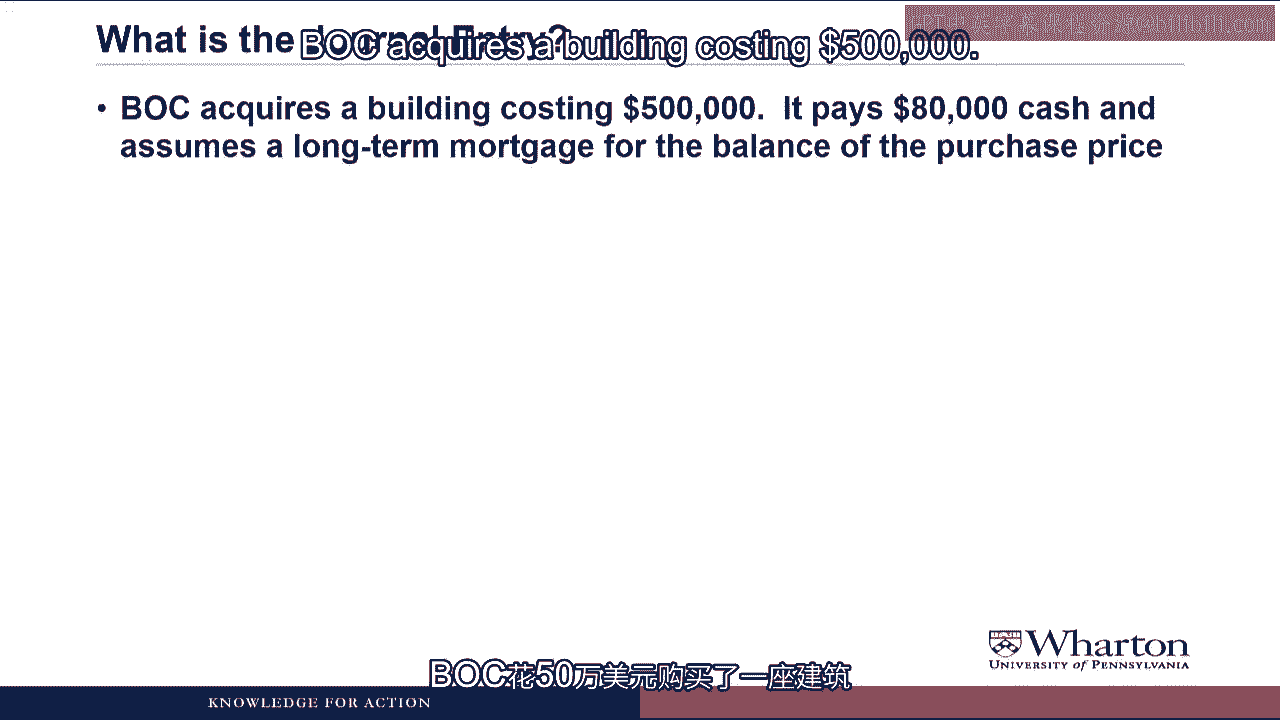 What is the Journal Entry?
BOC acquires a building costing $500,000.
• BOC acquires a building costing $500,000. It pays $80,000 cash and
assumes a long-term mortgage for the balance of the purchase price
Wharton
UNIVERSITY of PENNSYLVANIA
BOC花50万美元购买了一座建筑
KNOWLEDGE FOR ACTION